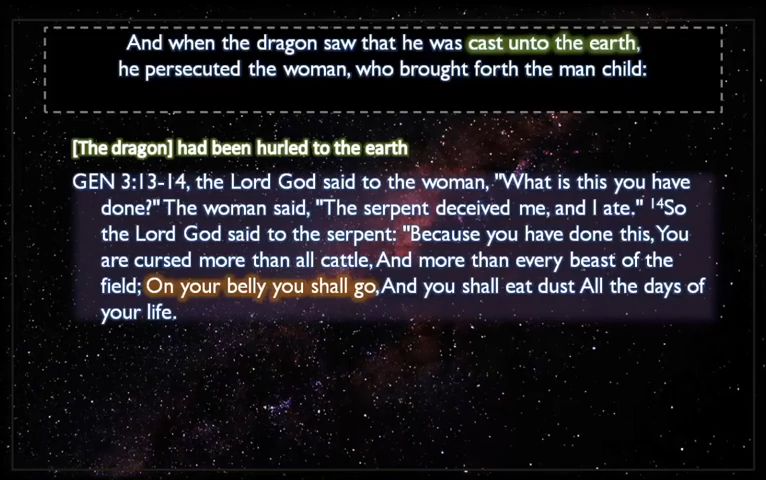 And when the dragon saw that he was cast unto the earth,
he persecuted the woman, who brought forth the man child:
[The dragon] had been hurled to the earth
GEN 3:13-14, the Lord God said to the woman, "What is this you have
done?" The woman said, "The serpent deceived me, and I ate." ¹⁴So
the Lord God said to the serpent: "Because you have done this, You
are cursed more than all cattle, And more than every beast of the
field; On your belly you shall go, And you shall eat dust All the days of
your life.